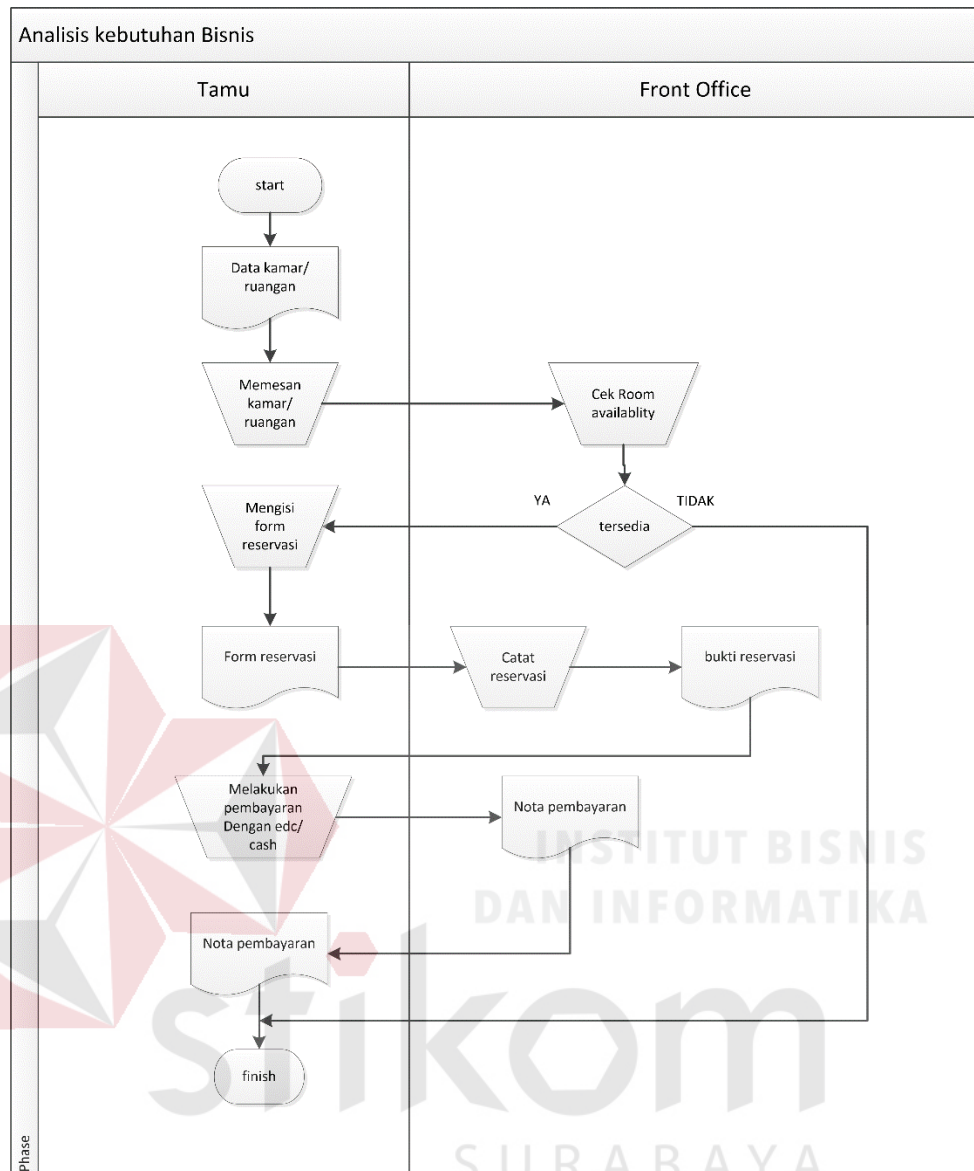 Analisis kebutuhan Bisnis
Tamu
Front Office
start
Data kamar/
ruangan
Memesan
kamar/
ruangan
Cek Room
availablity
YA
TIDAK
tersedia
Mengisi
form
reservasi
Form reservasi
Catat
reservasi
bukti reservasi
Melakukan
pembayaran
Dengan edc/
cash
Nota pembayaran
INSTITUT BISNIS
DAN INFORMATIKA
Nota pembayaran
stikom
finish
SURABAYA
Phase